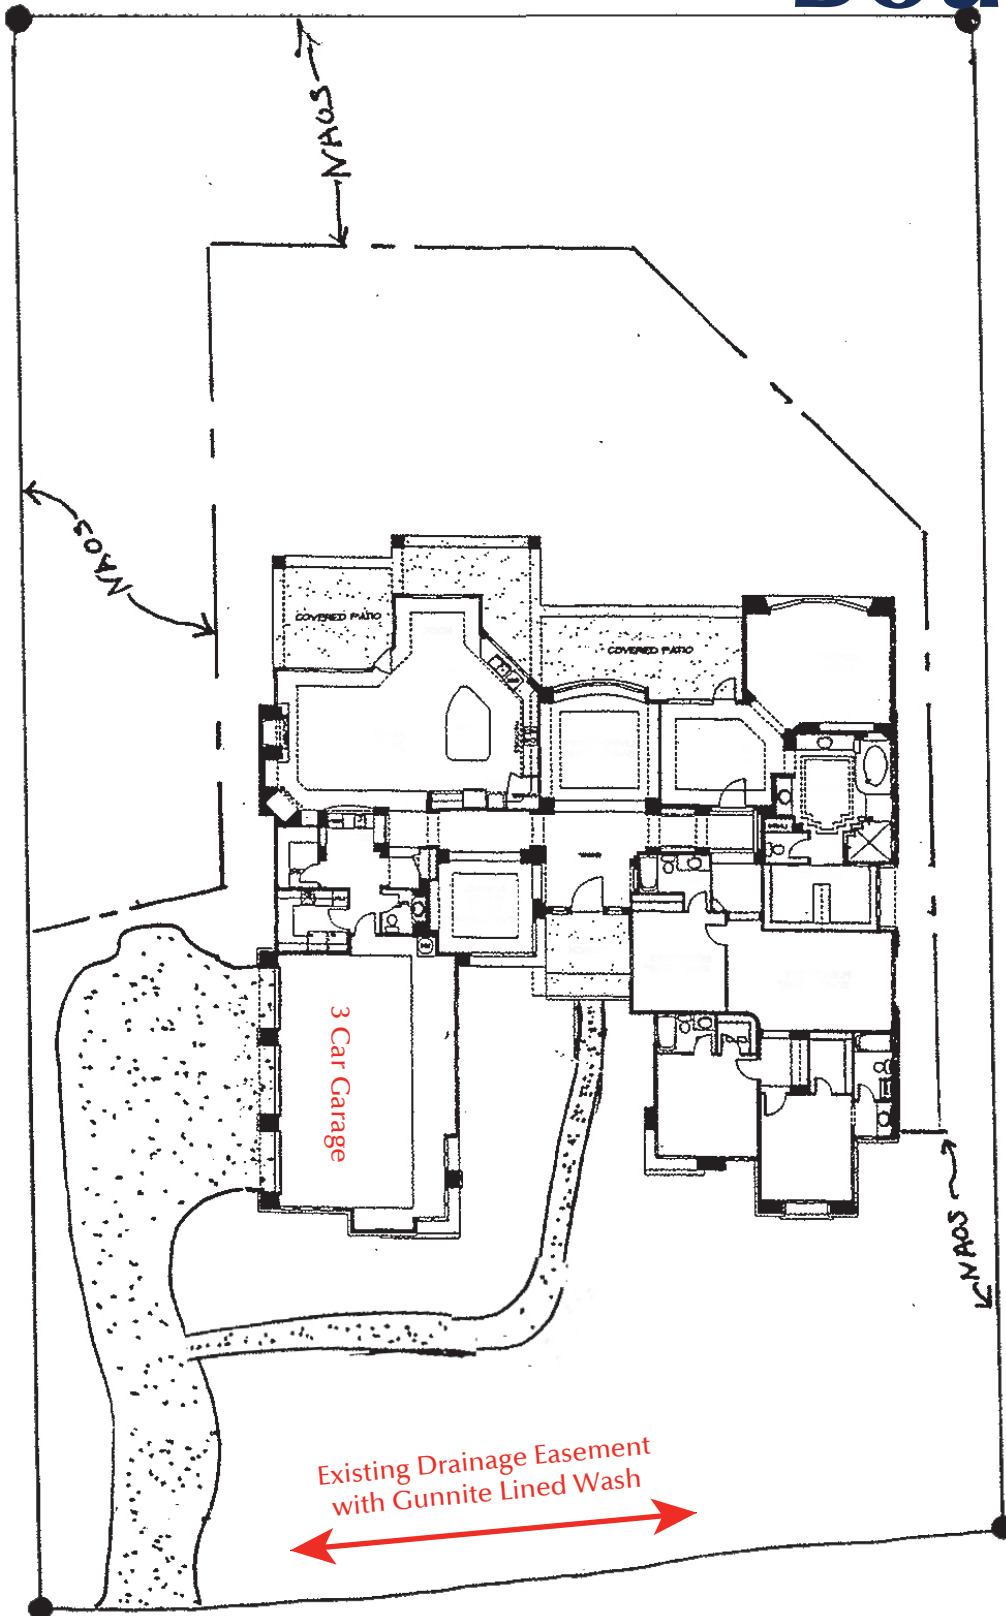 NAOS
NAOS
COVERED PATIO
COVERED PATIO
3 Car Garage
NAOS
Existing Drainage Easement
with Gunnite Lined Wash